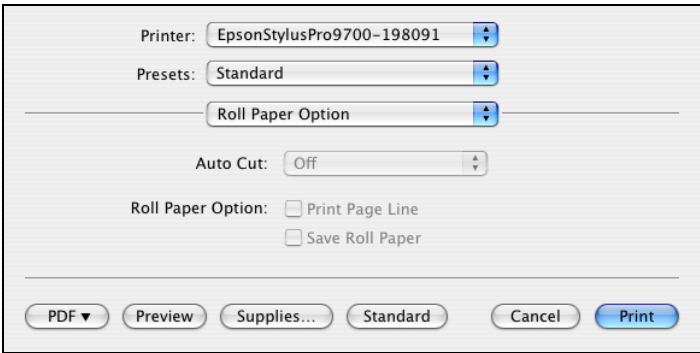 Printer: EpsonStylusPro9700-198091
Presets: Standard
Roll Paper Option
Auto Cut: Off
Roll Paper Option: Print Page Line
Save Roll Paper
PDF ▼ Preview Supplies... Standard Cancel Print